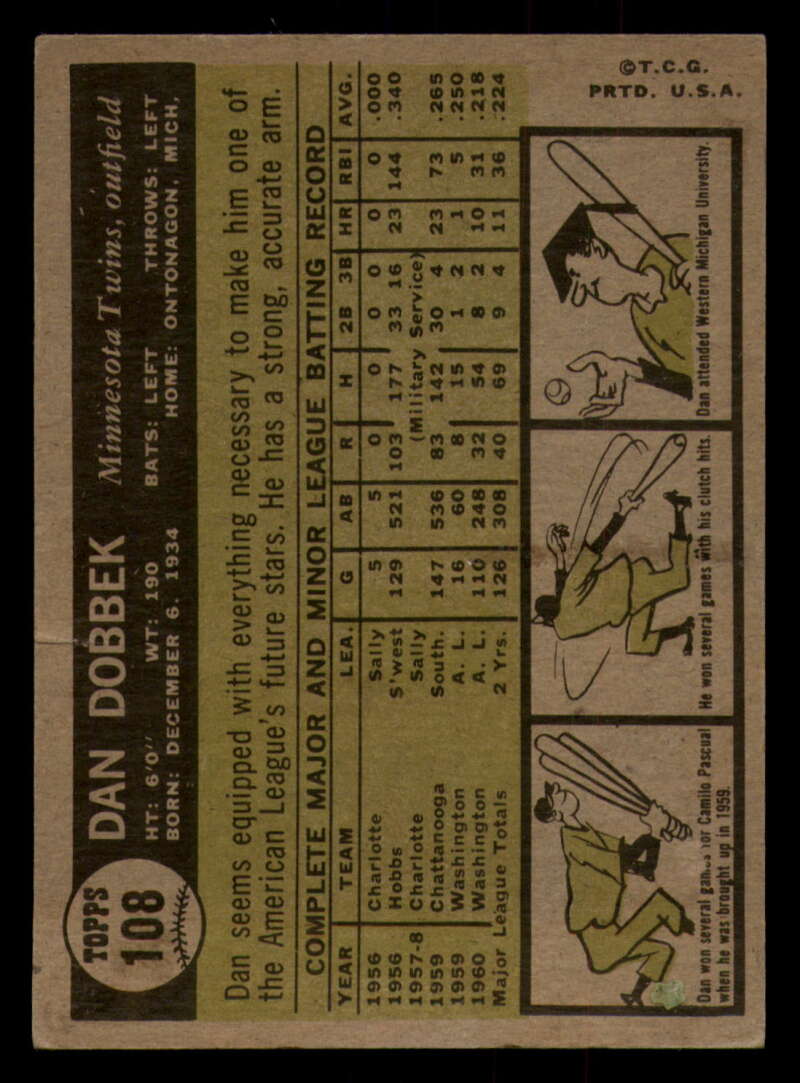 TOPPS
108
DAN DOBBEK Minnesota Twins, outfield
HT: 6'0" WT: 190 BATS: LEFT THROWS: LEFT
BORN: DECEMBER 6, 1934 HOME: ONTONAGON, MICH.
Dan seems equipped with everything necessary to make him one of
the American League's future stars. He has a strong, accurate arm.
COMPLETE MAJOR AND MINOR LEAGUE BATTING RECORD
YEAR TEAM LEA. G AB R H 2B 3B HR RBI AVG.
1956 Charlotte Sally 5 5 0 0 0 0 0 0 .000
1956 Hobbs S'west 129 521 103 177 33 16 23 144 .340
1957-8 Charlotte Sally (Military Service)
1959 Chattanooga South. 147 536 83 142 30 4 23 73 .265
1959 Washington A. L. 16 60 8 15 1 2 1 5 .250
1960 Washington A. L. 110 248 32 54 8 2 10 31 .218
Major League Totals 2 Yrs. 126 308 40 69 9 4 11 36 .224
Dan won several games for Camilo Pascual
when he was brought up in 1959.
He won several games with his clutch hits.
Dan attended Western Michigan University.
©T.C.G.
PRTD. U.S.A.